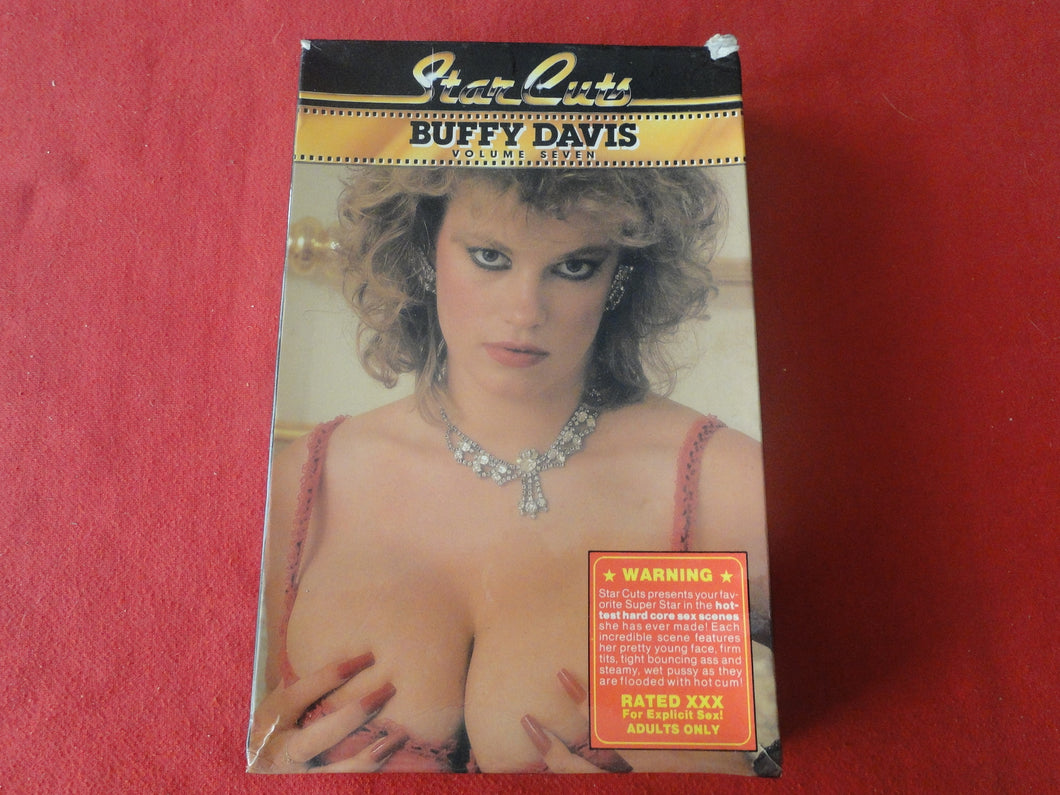 Star Cuts
BUFFY DAVIS
VOLUME SEVEN
★ WARNING ★
Star Cuts presents your fav-
orite Super Star in the hot-
test hard core sex scenes
she has ever made! Each
incredible scene features
her pretty young face, firm
tits, tight bouncing ass and
steamy, wet pussy as they
are flooded with hot cum!
RATED XXX
For Explicit Sex!
ADULTS ONLY